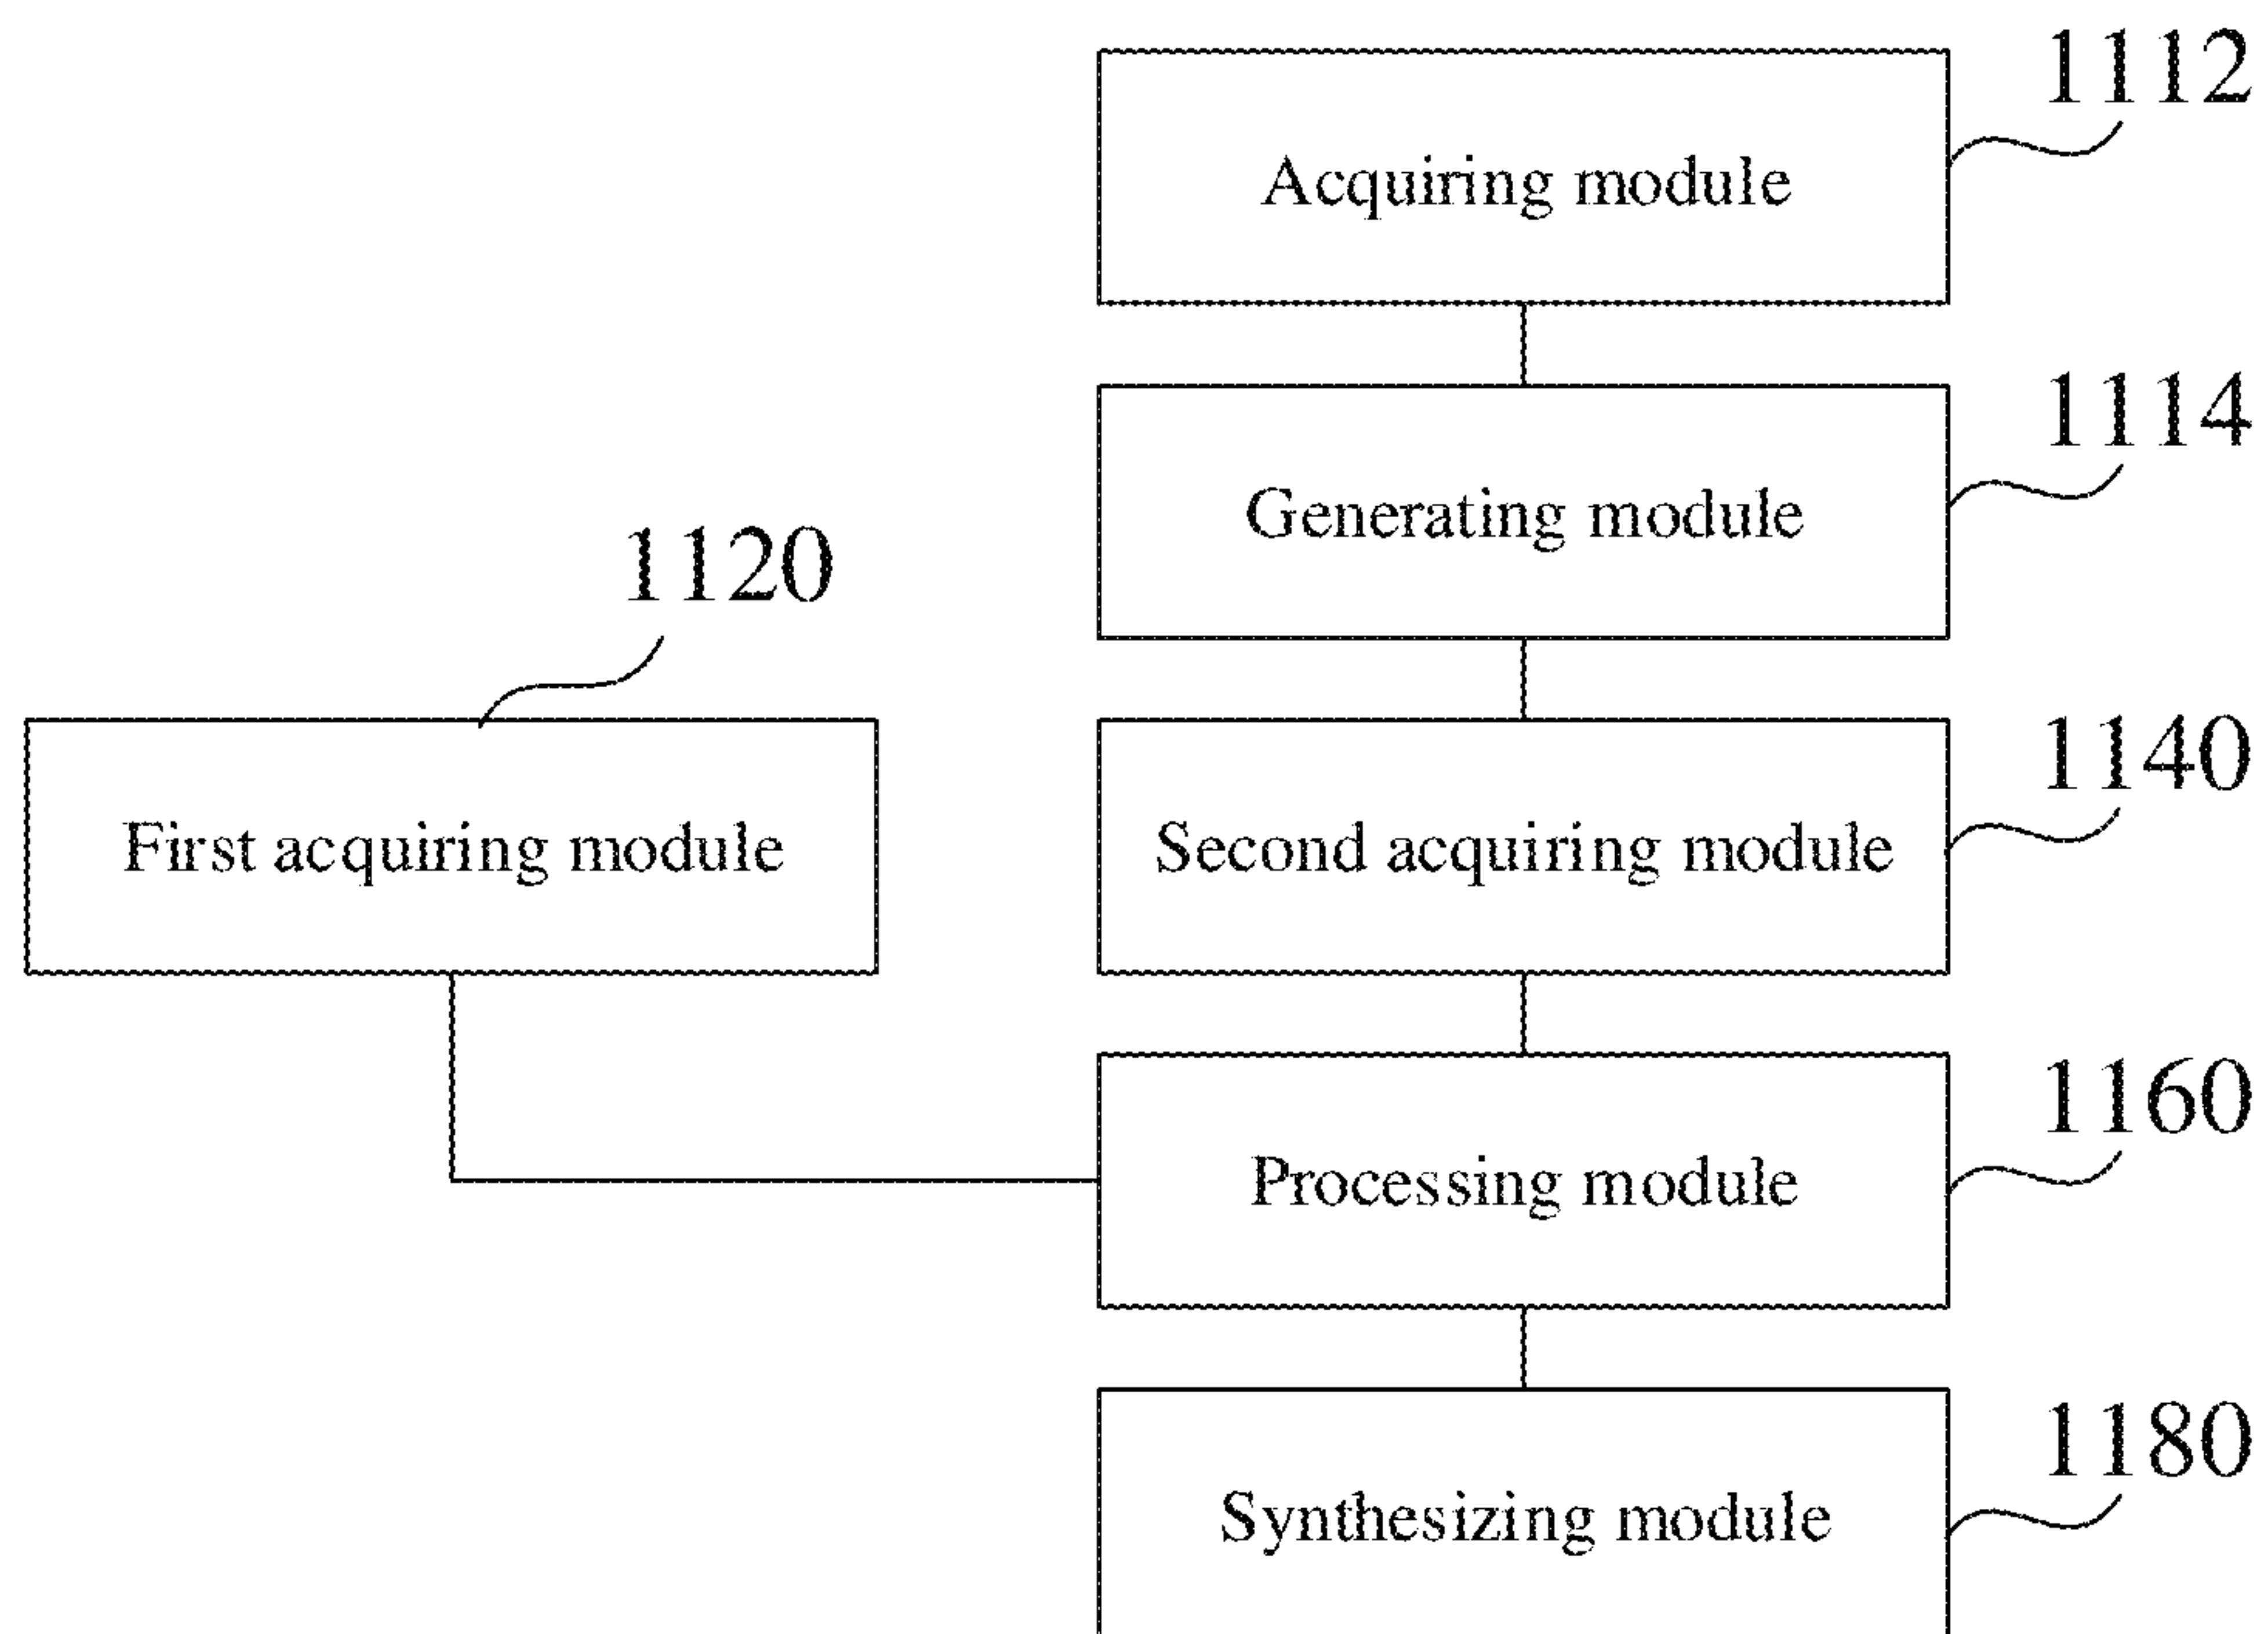 1112
Acquiring module
1114
Generating module
1120
1140
First acquiring module
Second acquiring module
1160
Processing module
1180
Synthesizing module